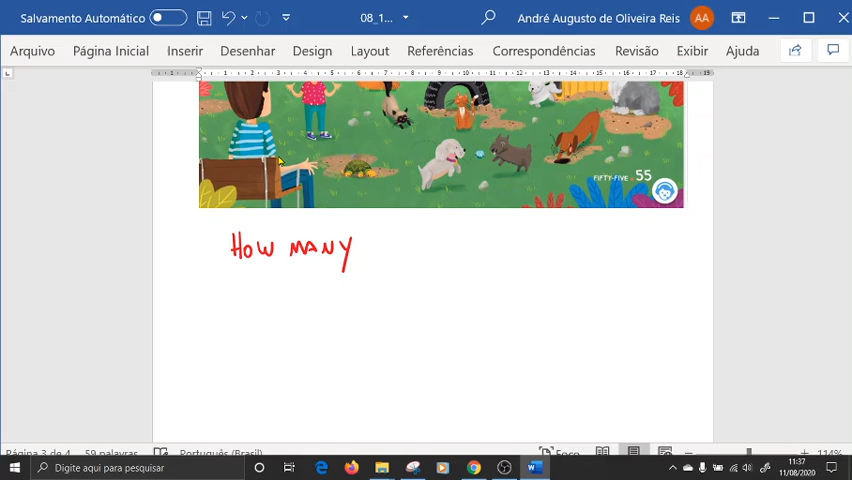 Salvamento Automático
08_1...
André Augusto de Oliveira Reis
AA
Arquivo
Página Inicial
Inserir
Desenhar
Design
Layout
Referências
Correspondências
Revisão
Exibir
Ajuda
FIFTY-FIVE 55
HOW MANY
Página 3 de 4
59 palavras
Português (Brasil)
Foco
114%
Digite aqui para pesquisar
11:37
11/08/2020